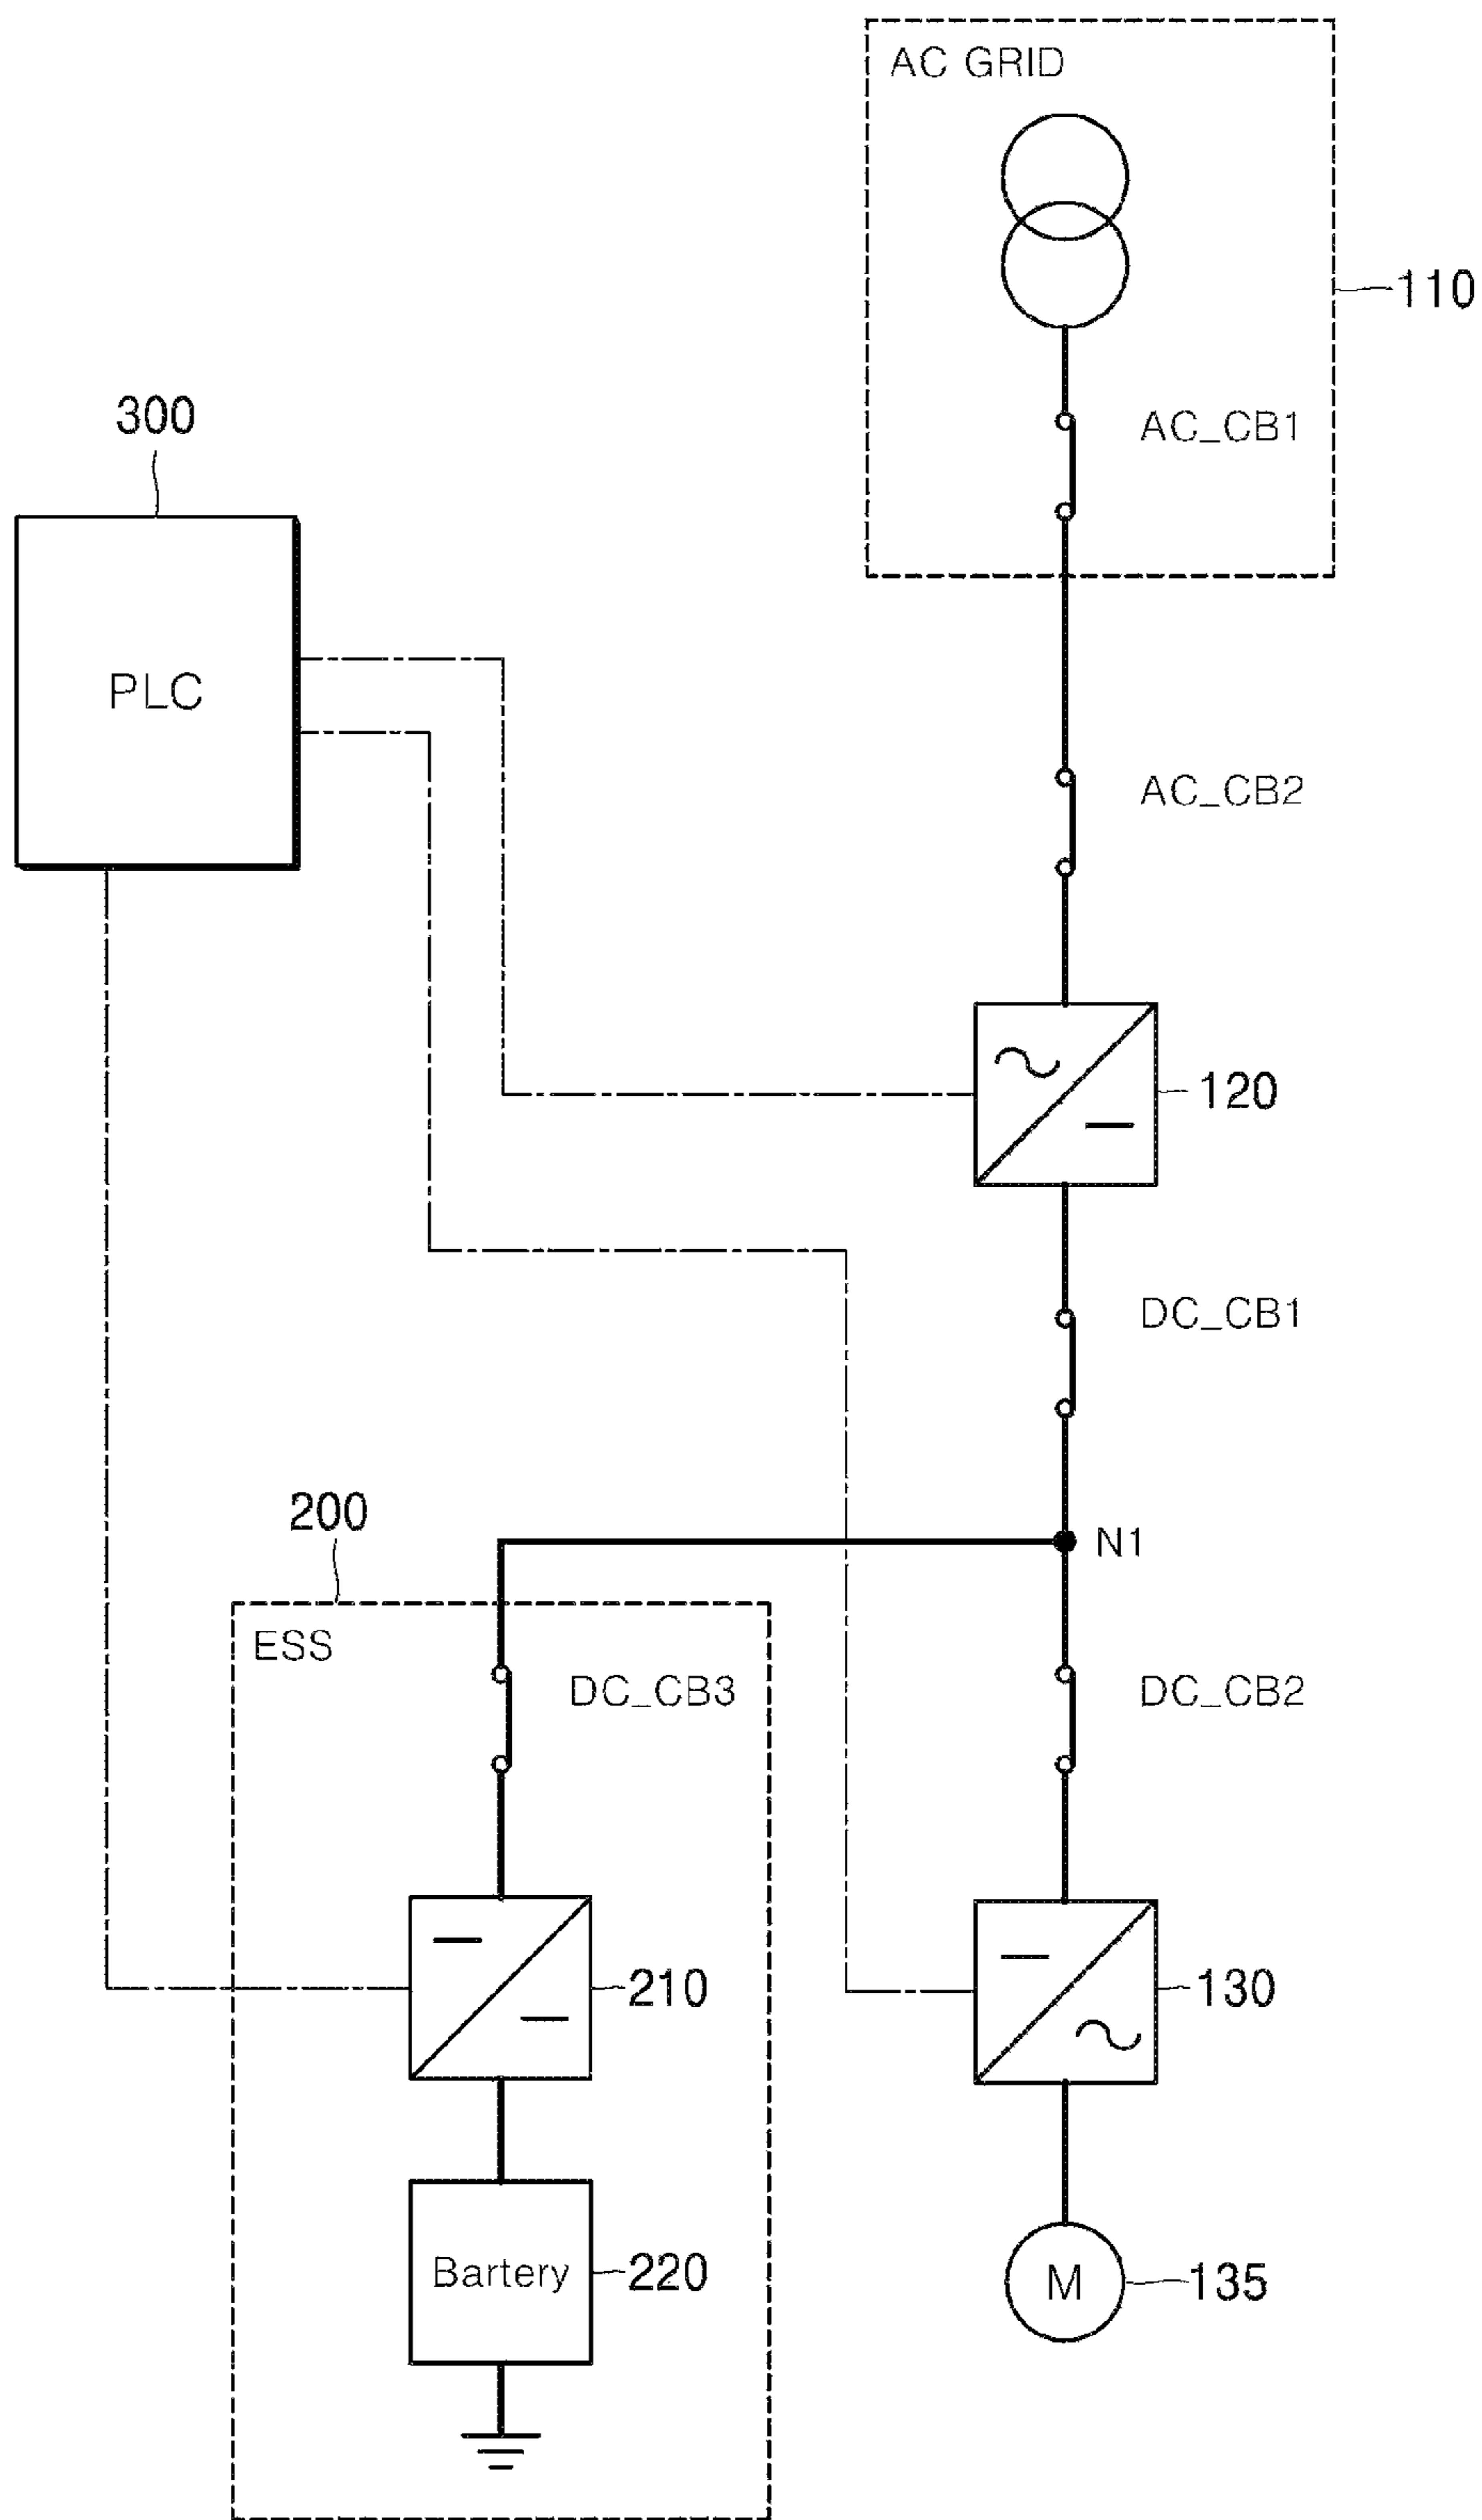 AC GRID
110
AC_CB1
300
PLC
AC_CB2
120
DC_CB1
200
N1
ESS
DC_CB3
DC_CB2
210
130
Bartery
220
M
135